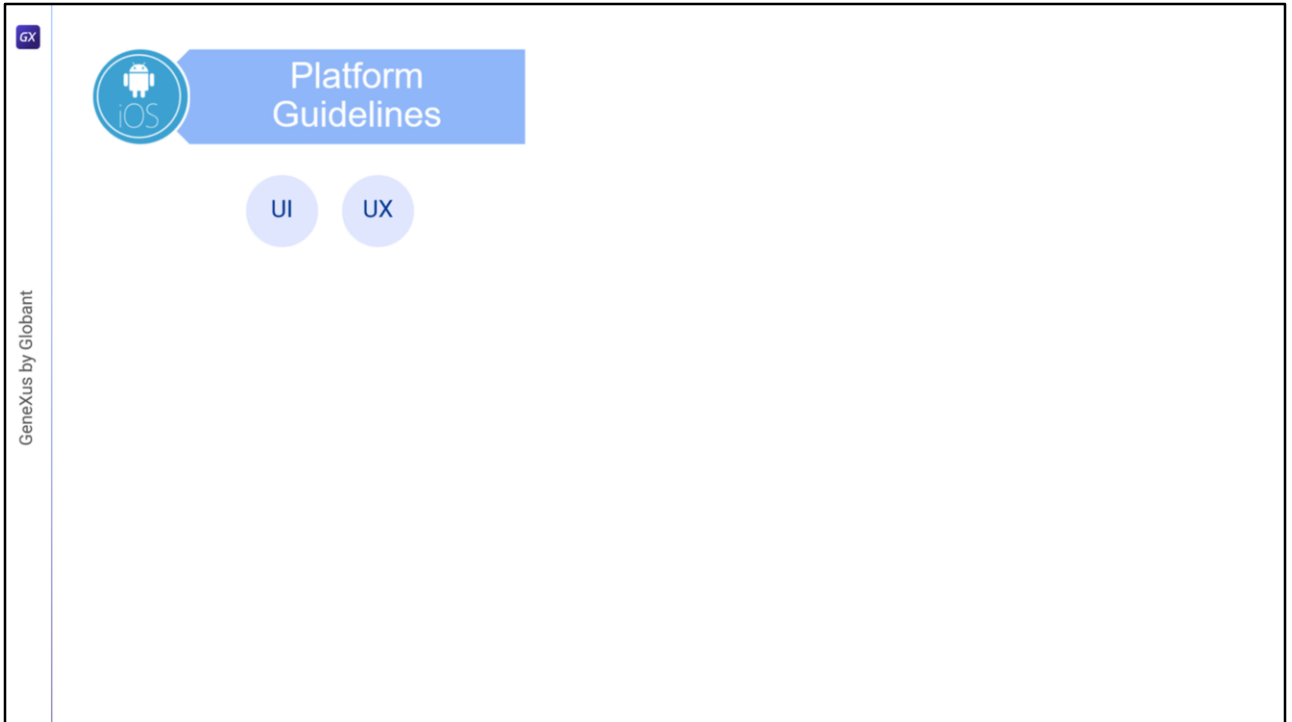 GX
iOS
Platform
Guidelines
UI UX
GeneXus by Globant